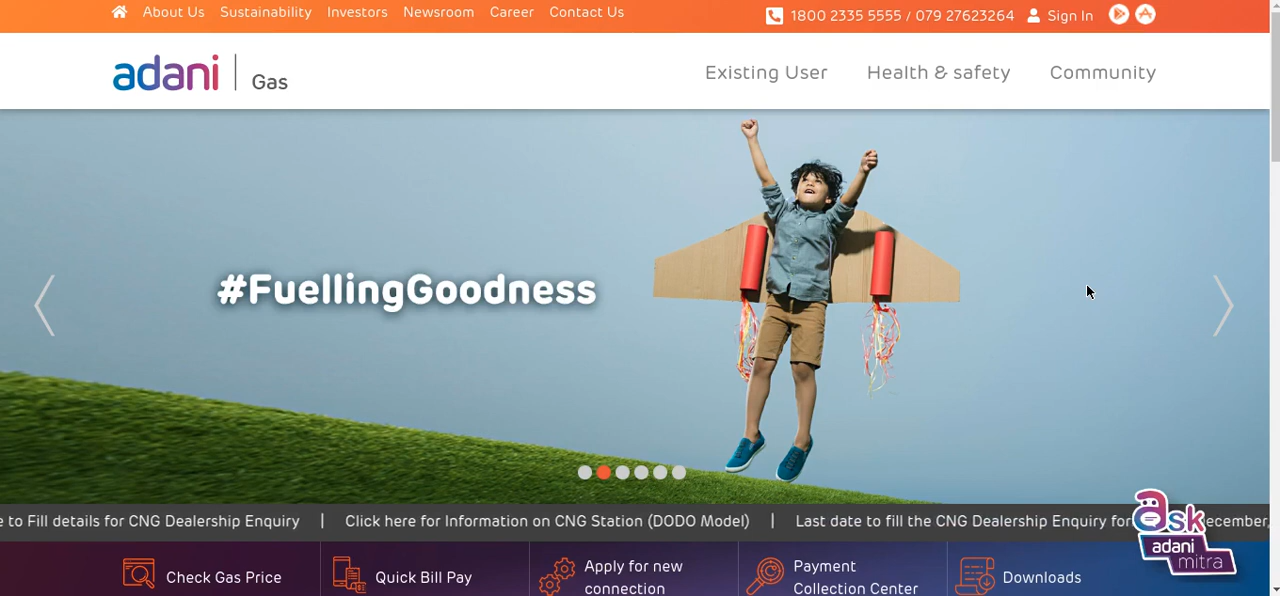 About Us Sustainability Investors Newsroom Career Contact Us 1800 2335 5555 / 079 27623264 Sign In
adani | Gas
Existing User Health & safety Community
#FuellingGoodness
e to Fill details for CNG Dealership Enquiry | Click here for Information on CNG Station (DODO Model) | Last date to fill the CNG Dealership Enquiry for ecember,
ask
adani
mitra
Check Gas Price
Quick Bill Pay
Apply for new
connection
Payment
Collection Center
Downloads